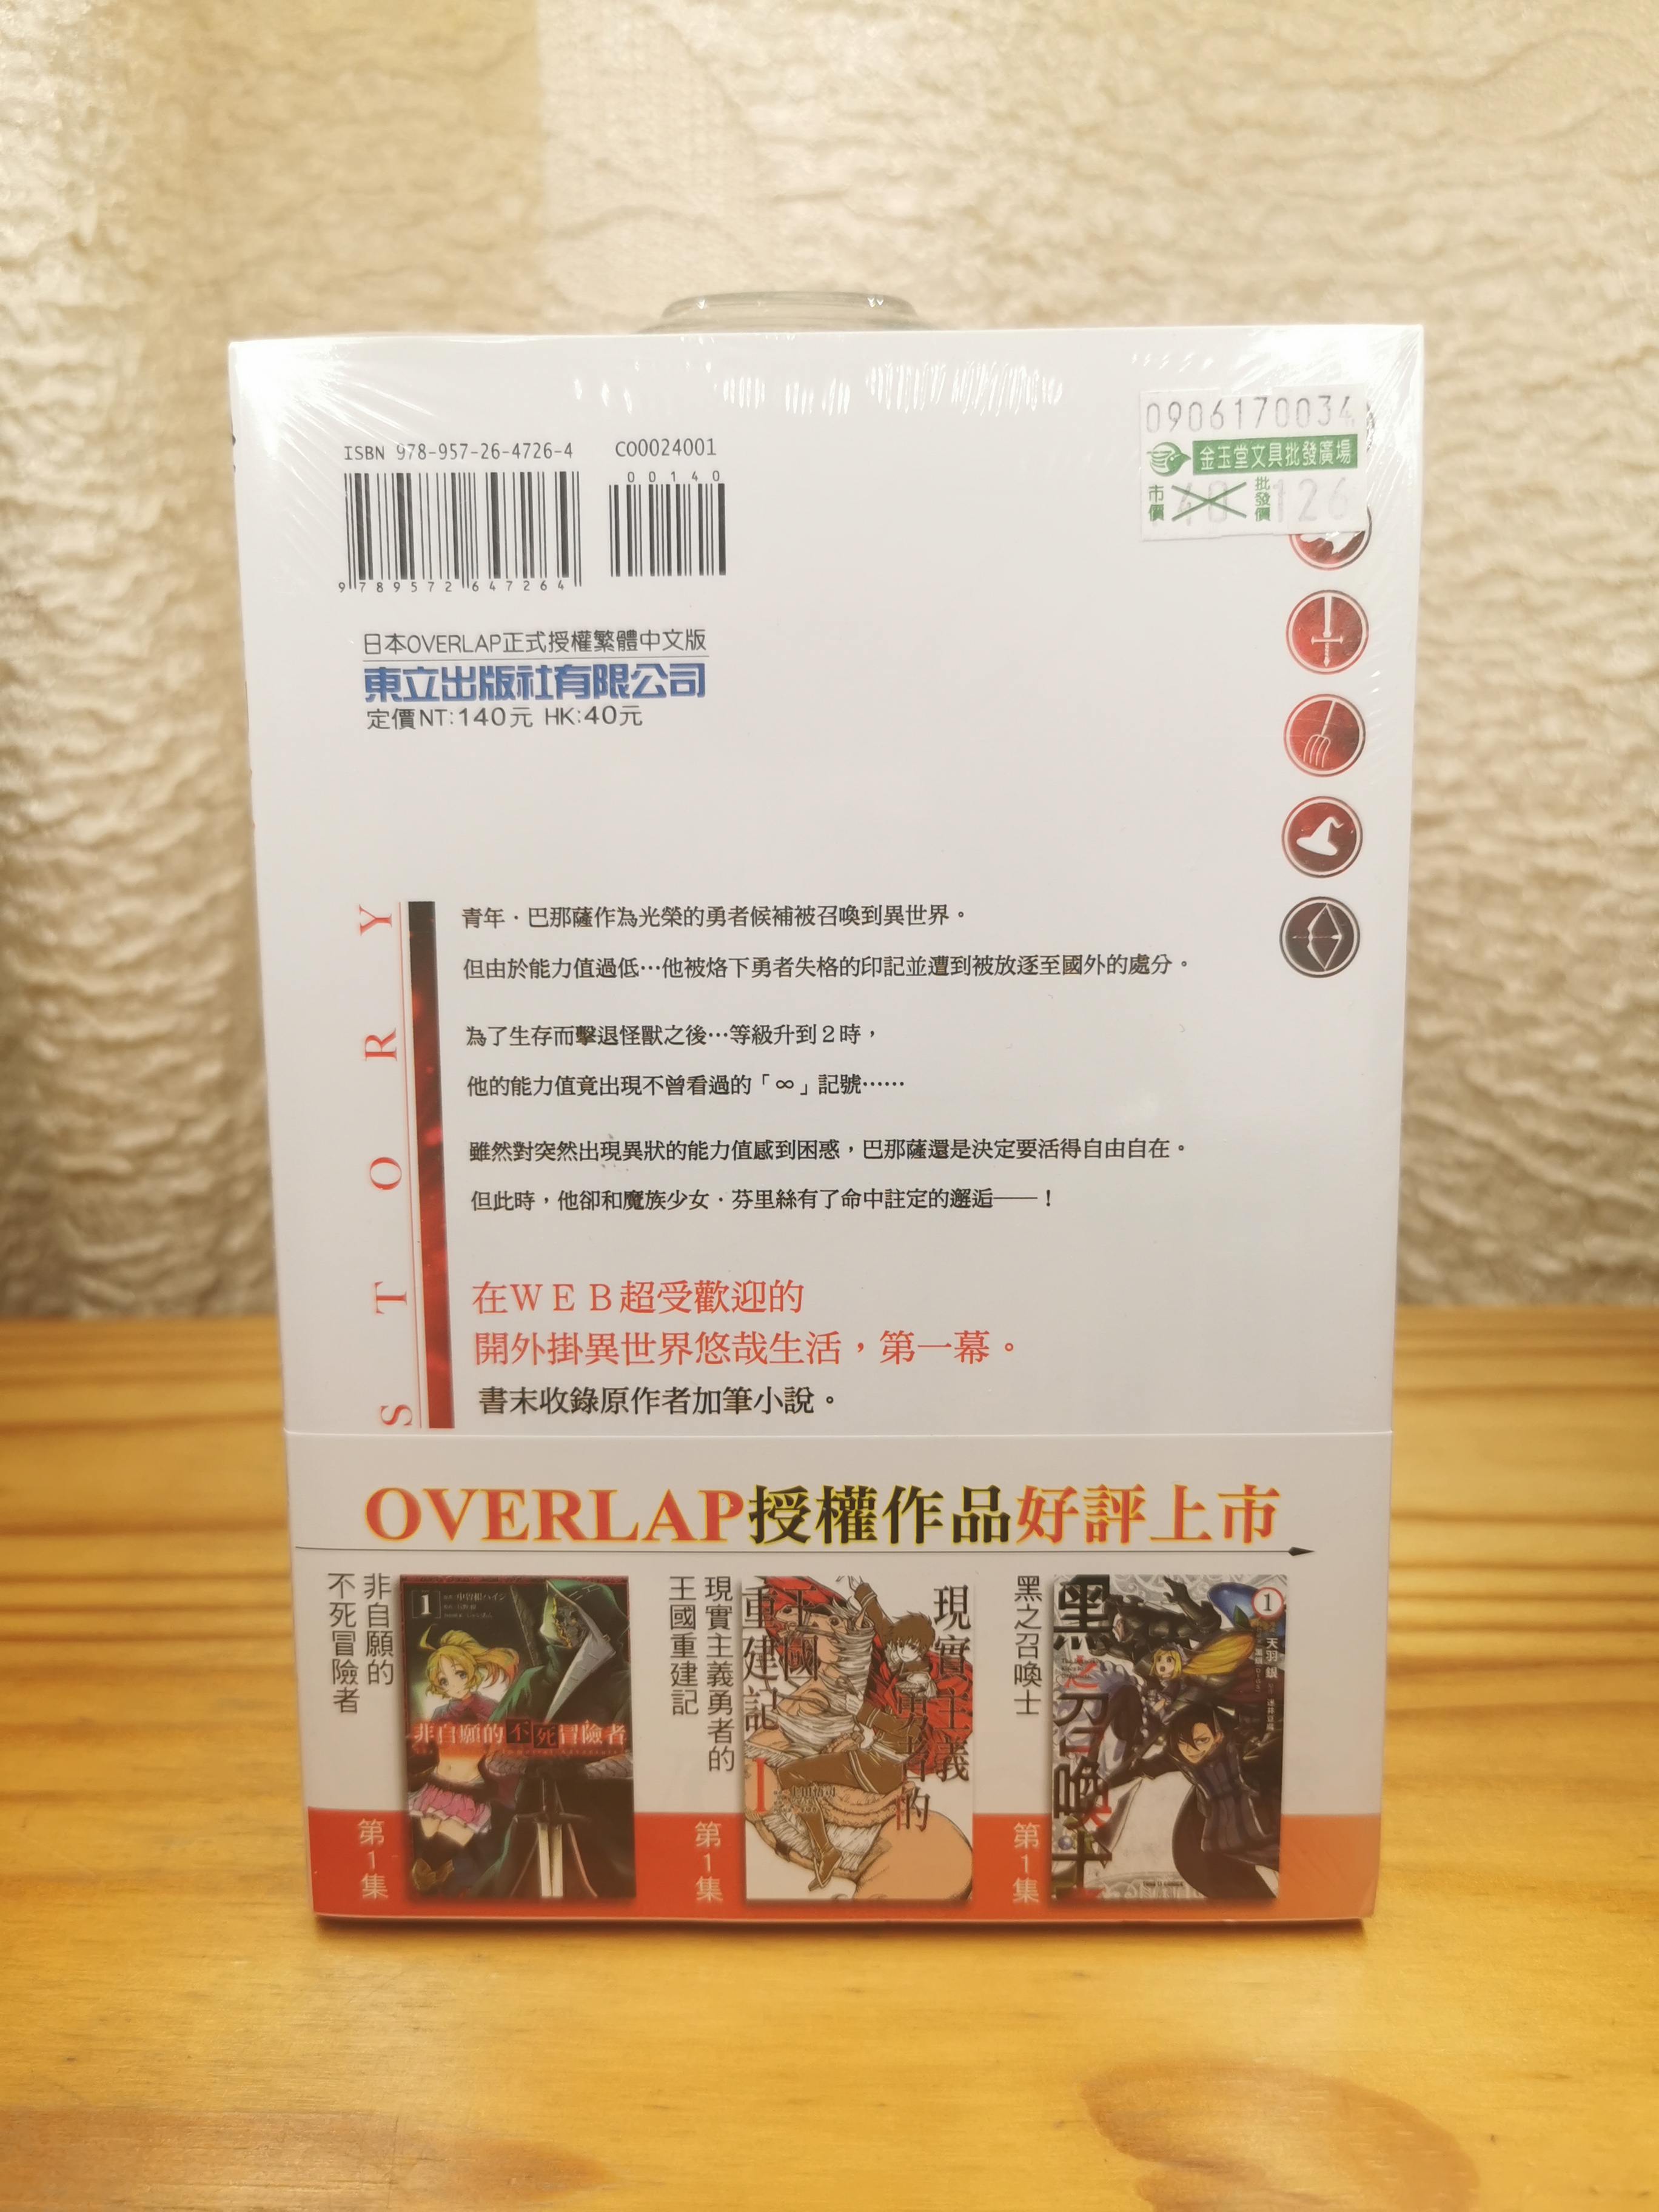 ISBN 978-957-26-4726-4
CO0024001
00140
9789572647264
日本OVERLAP正式授權繁體中文版
東立出版社有限公司
定價NT:140元 HK:40元
0906170034
金玉堂文具批發廣場
市價
批發價
126
STORY
青年·巴那薩作為光榮的勇者候補被召喚到異世界。
但由於能力值過低…他被烙下勇者失格的印記並遭到被放逐至國外的處分。
為了生存而擊退怪獸之後…等級升到2時，
他的能力值竟出現不曾看過的「∞」記號……
雖然對突然出現異狀的能力值感到困惑，巴那薩還是決定要活得自由自在。
但此時，他卻和魔族少女·芬里絲有了命中註定的邂逅——！
在WEB超受歡迎的
開外掛異世界悠哉生活，第一幕。
書末收錄原作者加筆小說。
OVERLAP授權作品好評上市
非自願的
不死冒險者
第1集
1
中曽根ハイジ
非自願的不死冒險者
現實主義勇者的
王國重建記
第1集
現實主義
勇者的
王國
重建記
I
黑之召喚士
第1集
黑之召喚士
1
天羽銀